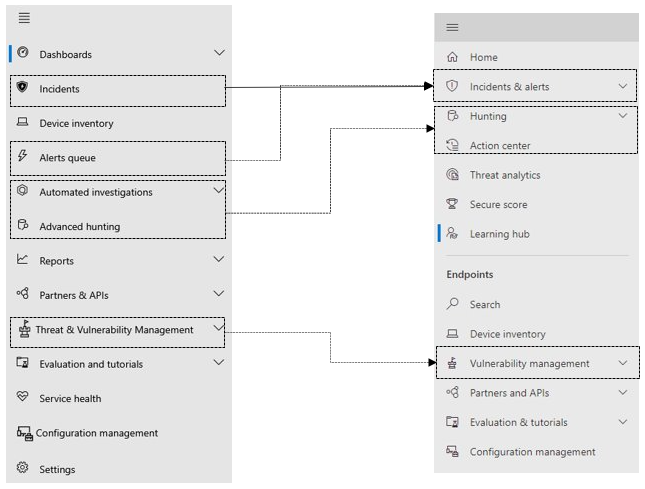 Dashboards
Incidents
Device inventory
Alerts queue
Automated investigations
Advanced hunting
Reports
Partners & APIs
Threat & Vulnerability Management
Evaluation and tutorials
Service health
Configuration management
Settings
Home
Incidents & alerts
Hunting
Action center
Threat analytics
Secure score
Learning hub
Endpoints
Search
Device inventory
Vulnerability management
Partners and APIs
Evaluation & tutorials
Configuration management